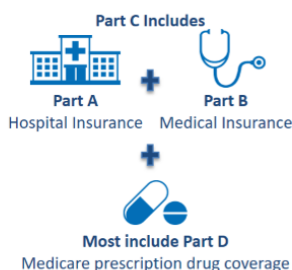 Part C Includes
Part A
Hospital Insurance
Part B
Medical Insurance
Most include Part D
Medicare prescription drug coverage